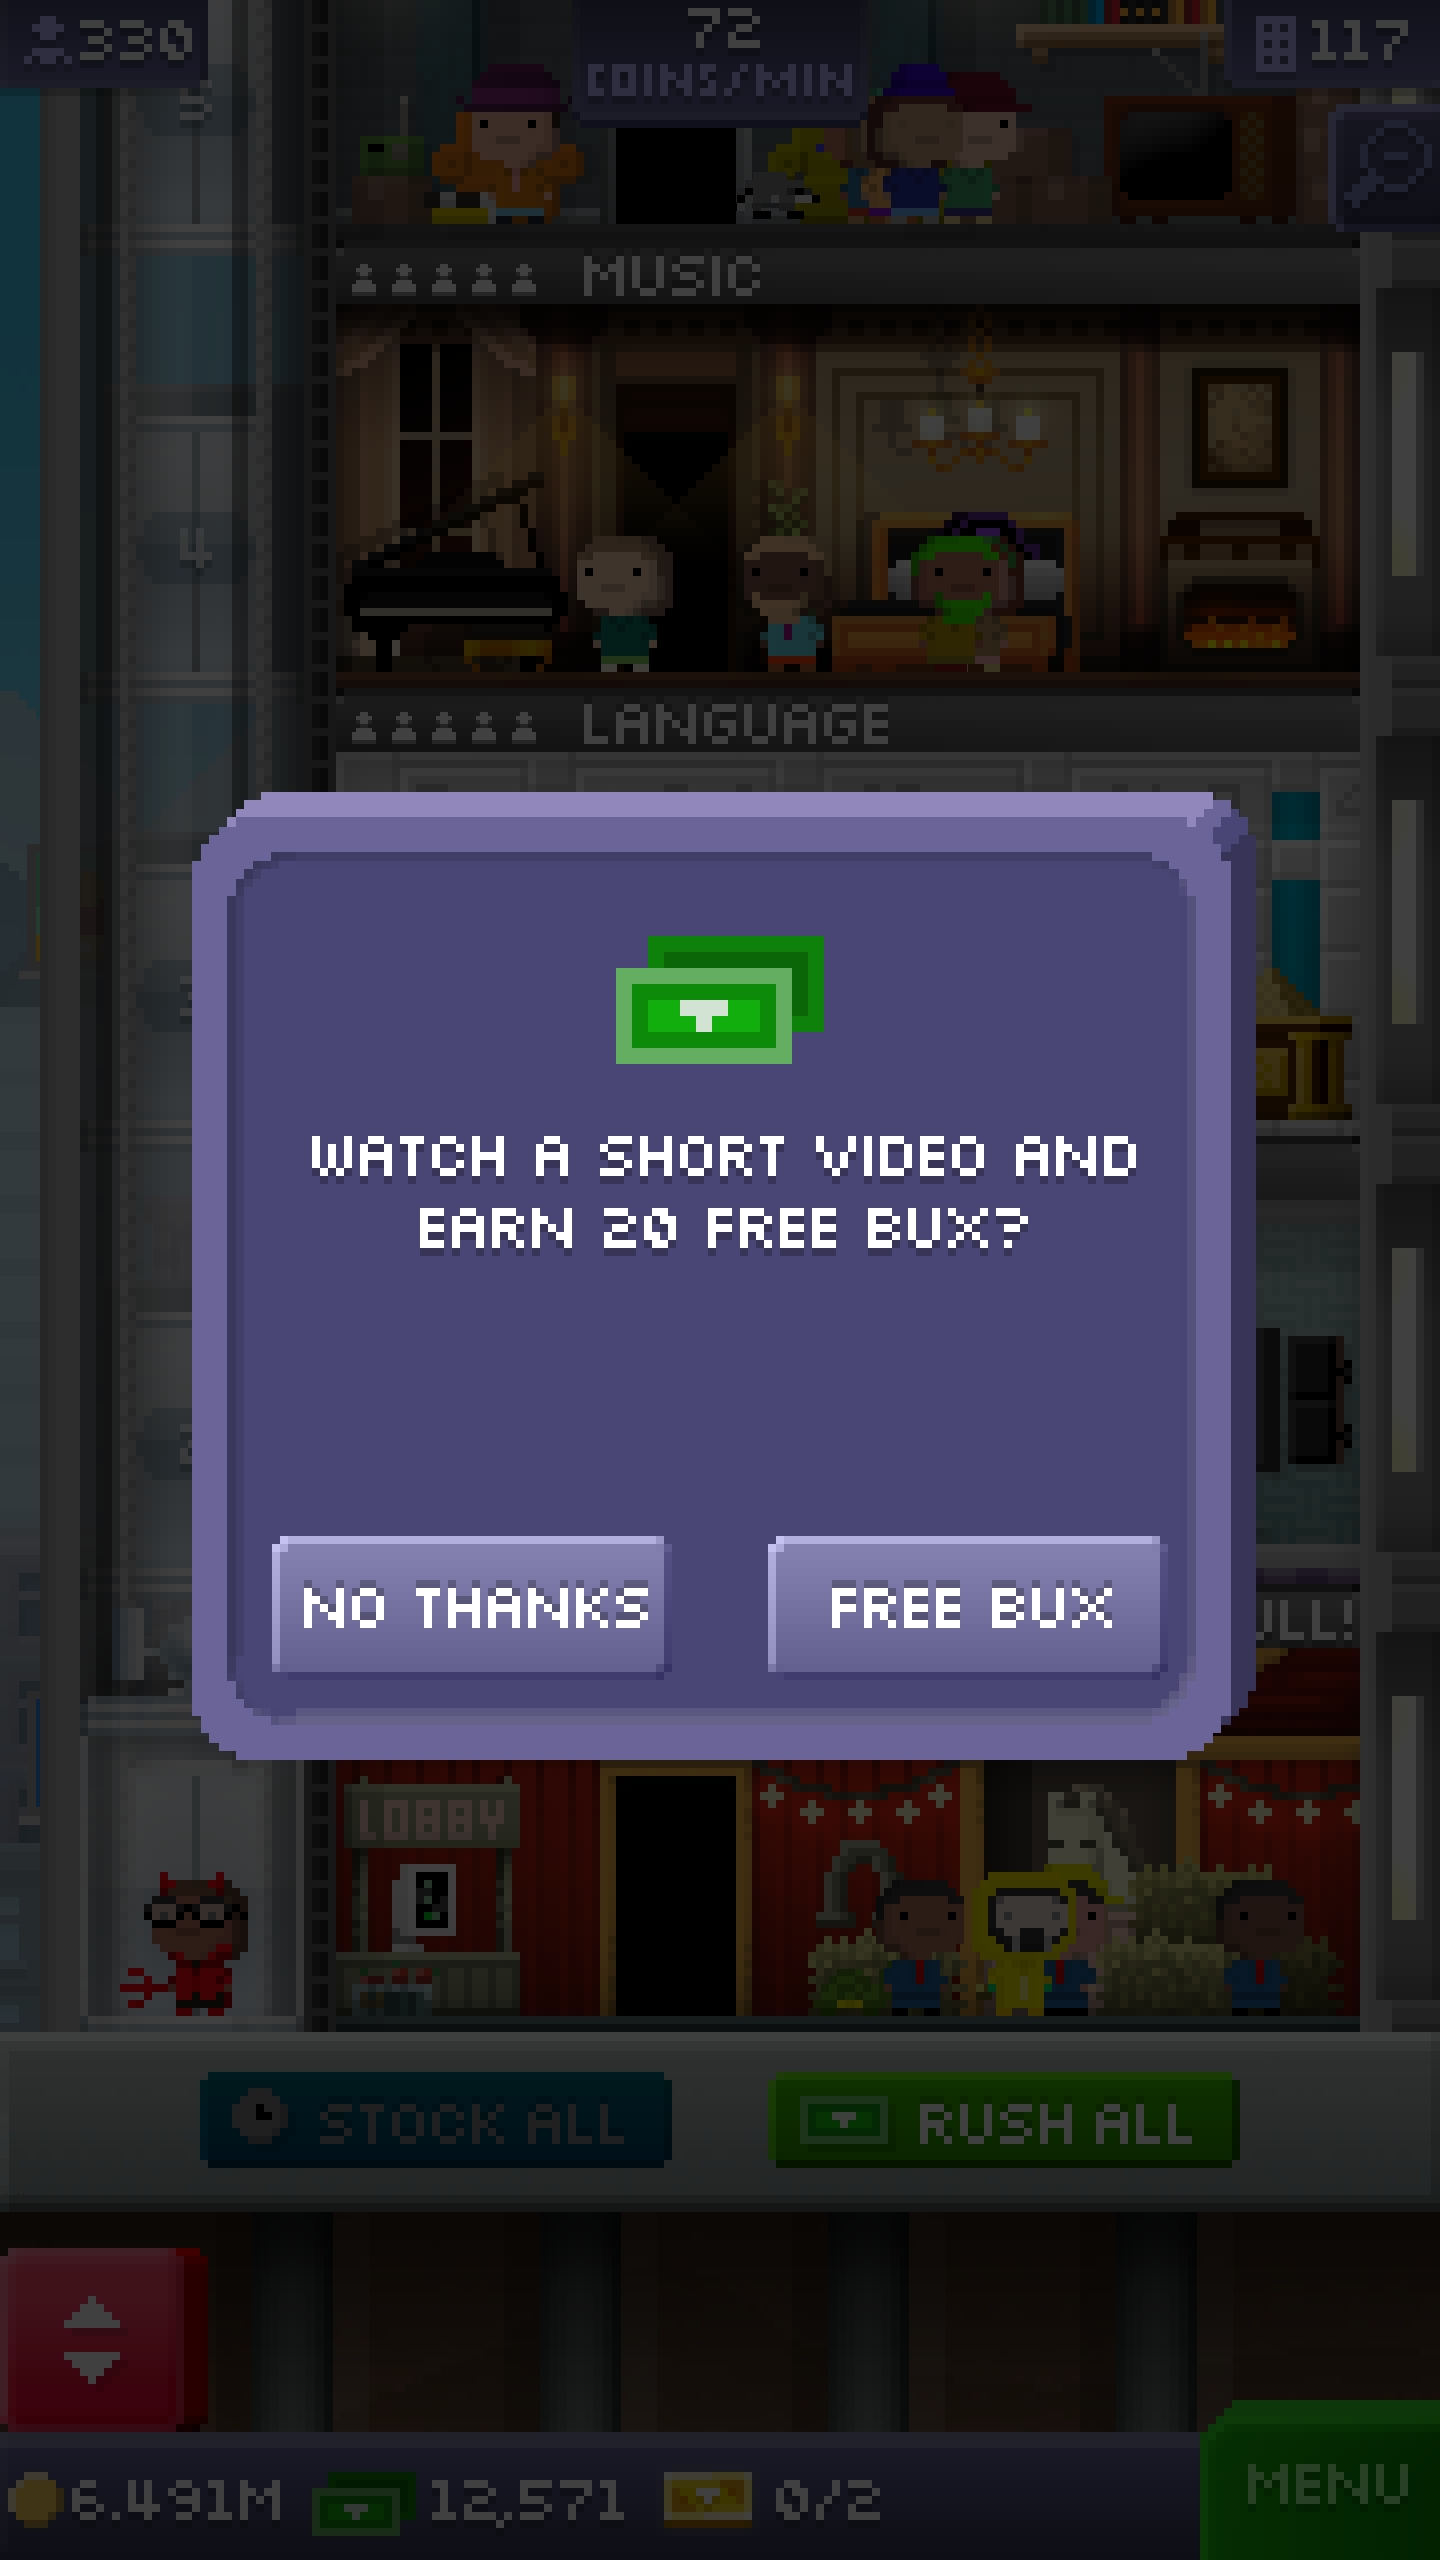 330
72
COINS/MIN
117
5
MUSIC
4
LANGUAGE
WATCH A SHORT VIDEO AND
EARN 20 FREE BUX?
NO THANKS
FREE BUX
ULL!
LOBBY
STOCK ALL
RUSH ALL
6.491M
12,571
0/2
MENU